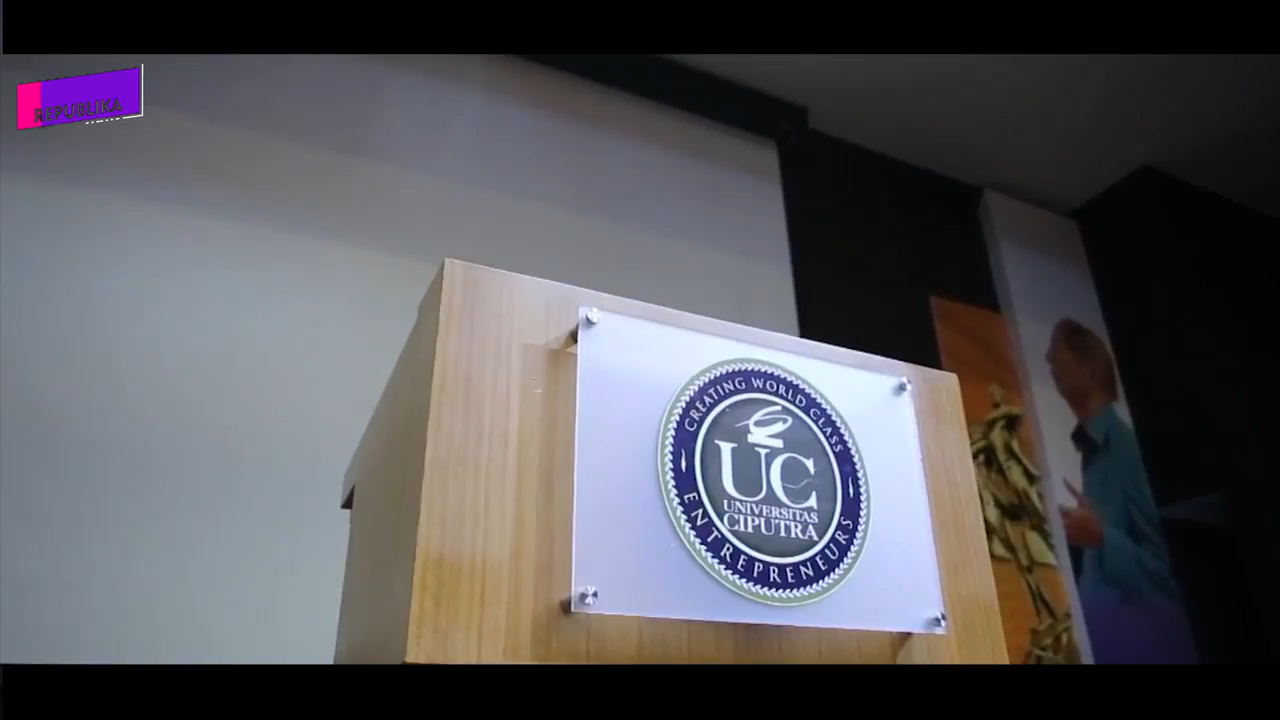 REPUBLIKA
CREATING WORLD CLASS
UC
UNIVERSITAS
CIPUTRA
ENTREPRENEURS